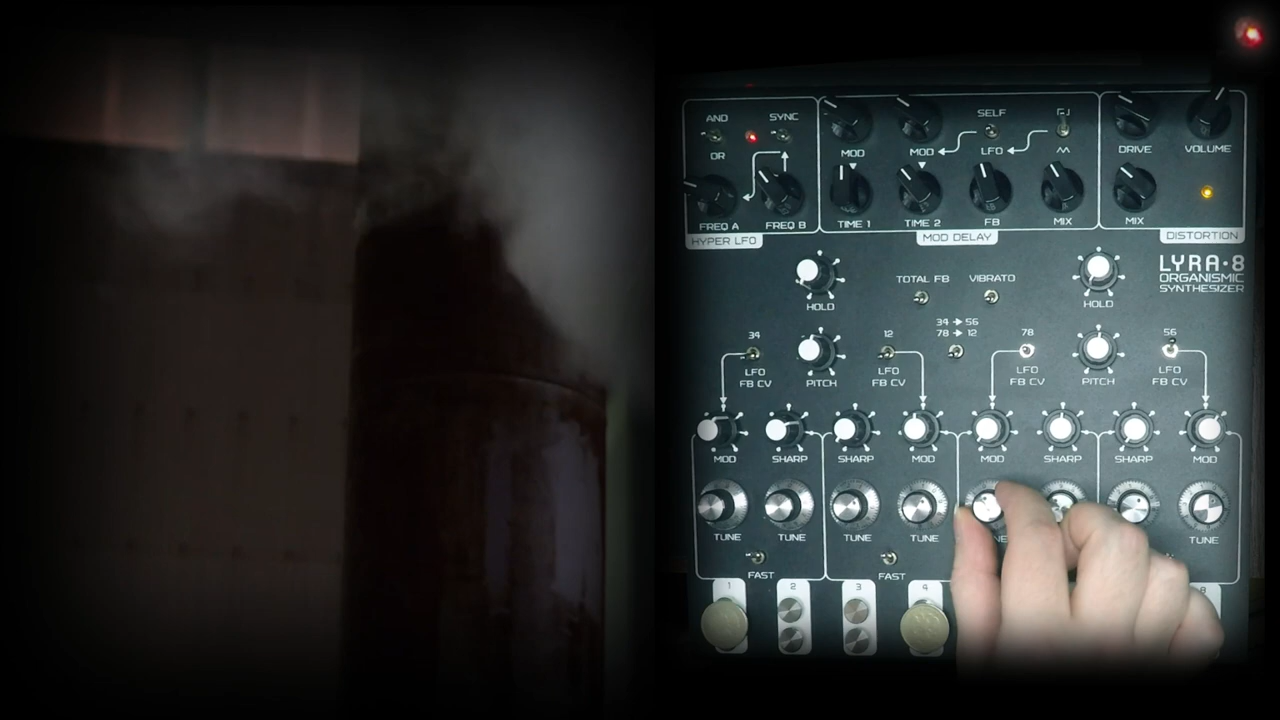 AND
SYNC
OR
FREQ A
FREQ B
HYPER LFO
SELF
MOD
MOD
LFO
TIME 1
TIME 2
FB
MIX
MOD DELAY
DRIVE
VOLUME
MIX
DISTORTION
LYRA-8
ORGANISMIC
SYNTHESIZER
HOLD
TOTAL FB
VIBRATO
HOLD
34 56
78 12
34
LFO
FB CV
PITCH
12
LFO
FB CV
78
LFO
FB CV
PITCH
56
LFO
FB CV
MOD
SHARP
SHARP
MOD
MOD
SHARP
SHARP
MOD
TUNE
TUNE
TUNE
TUNE
TUNE
TUNE
FAST
FAST
1
2
3
4